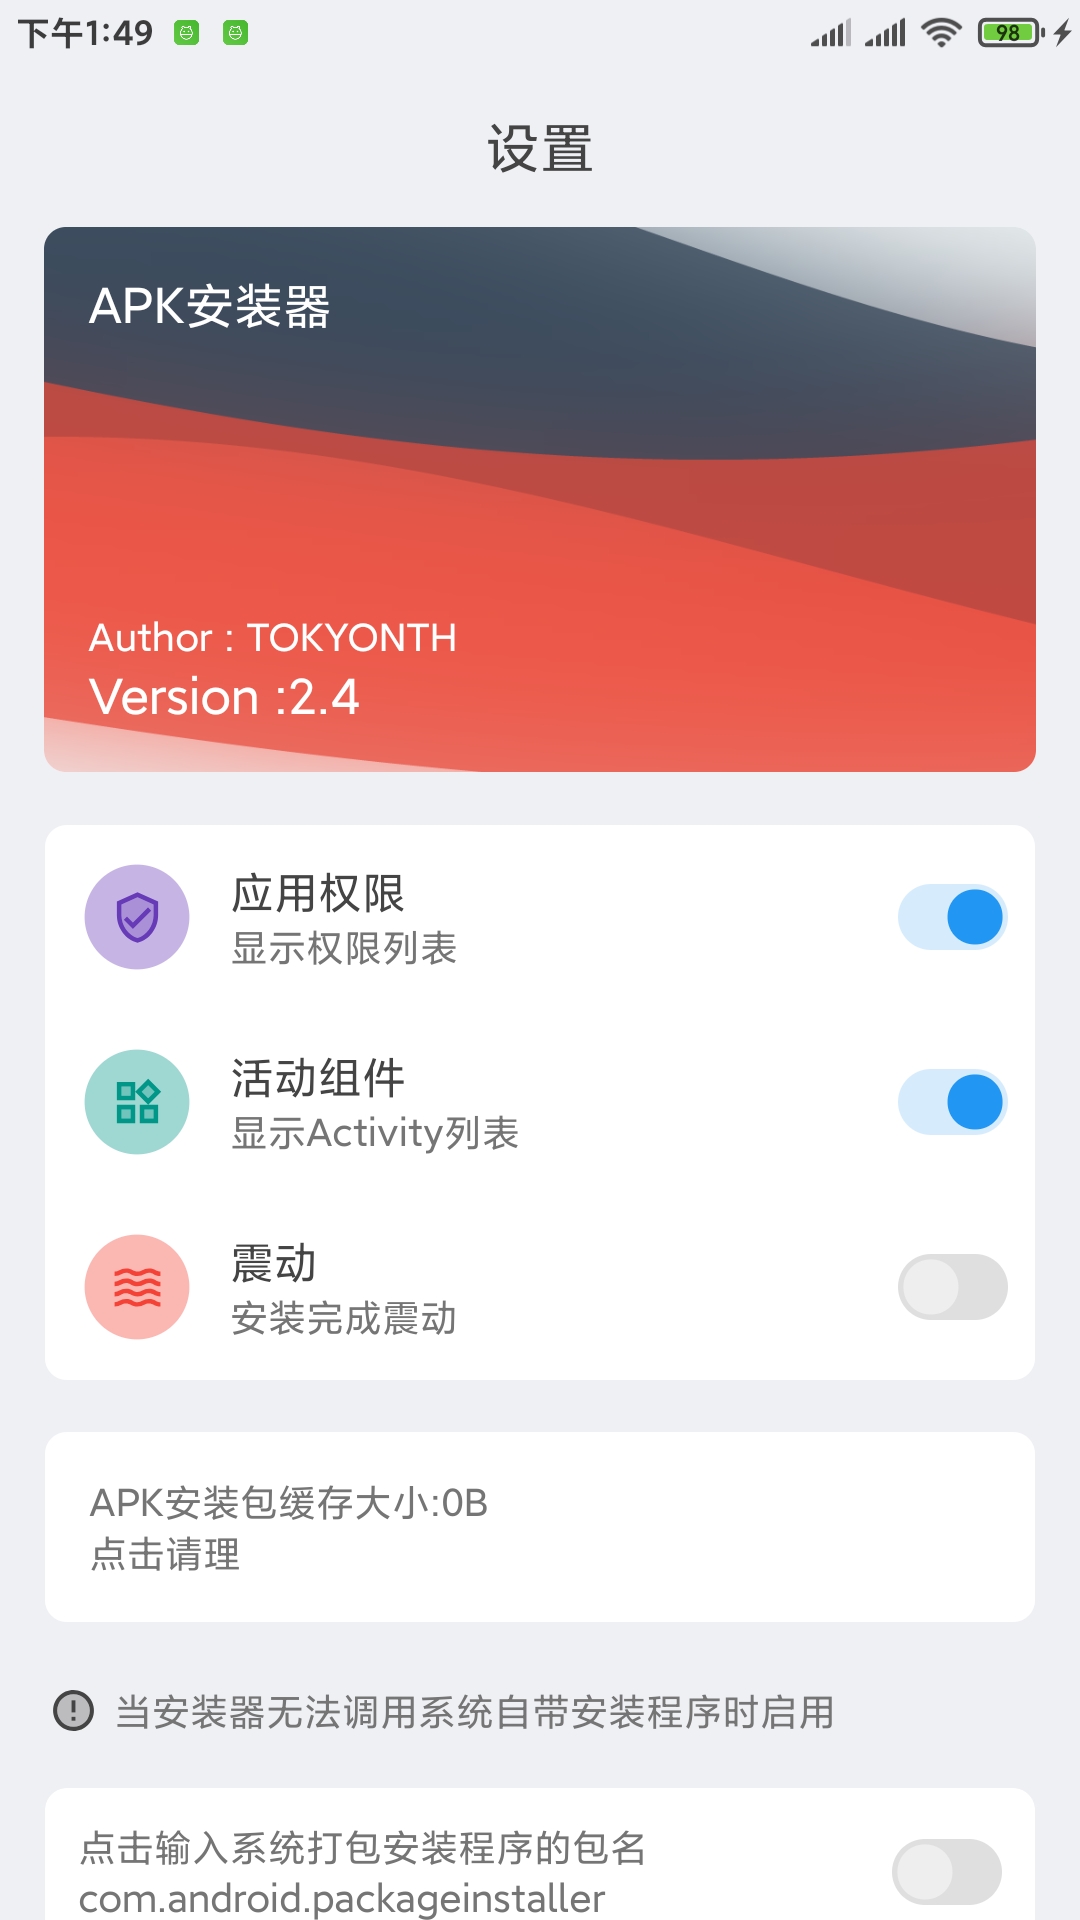 下午1:49
98
设置
APK安装器
Author : TOKYONTH
Version :2.4
应用权限
显示权限列表
活动组件
显示Activity列表
震动
安装完成震动
APK安装包缓存大小:0B
点击请理
当安装器无法调用系统自带安装程序时启用
点击输入系统打包安装程序的包名
com.android.packageinstaller